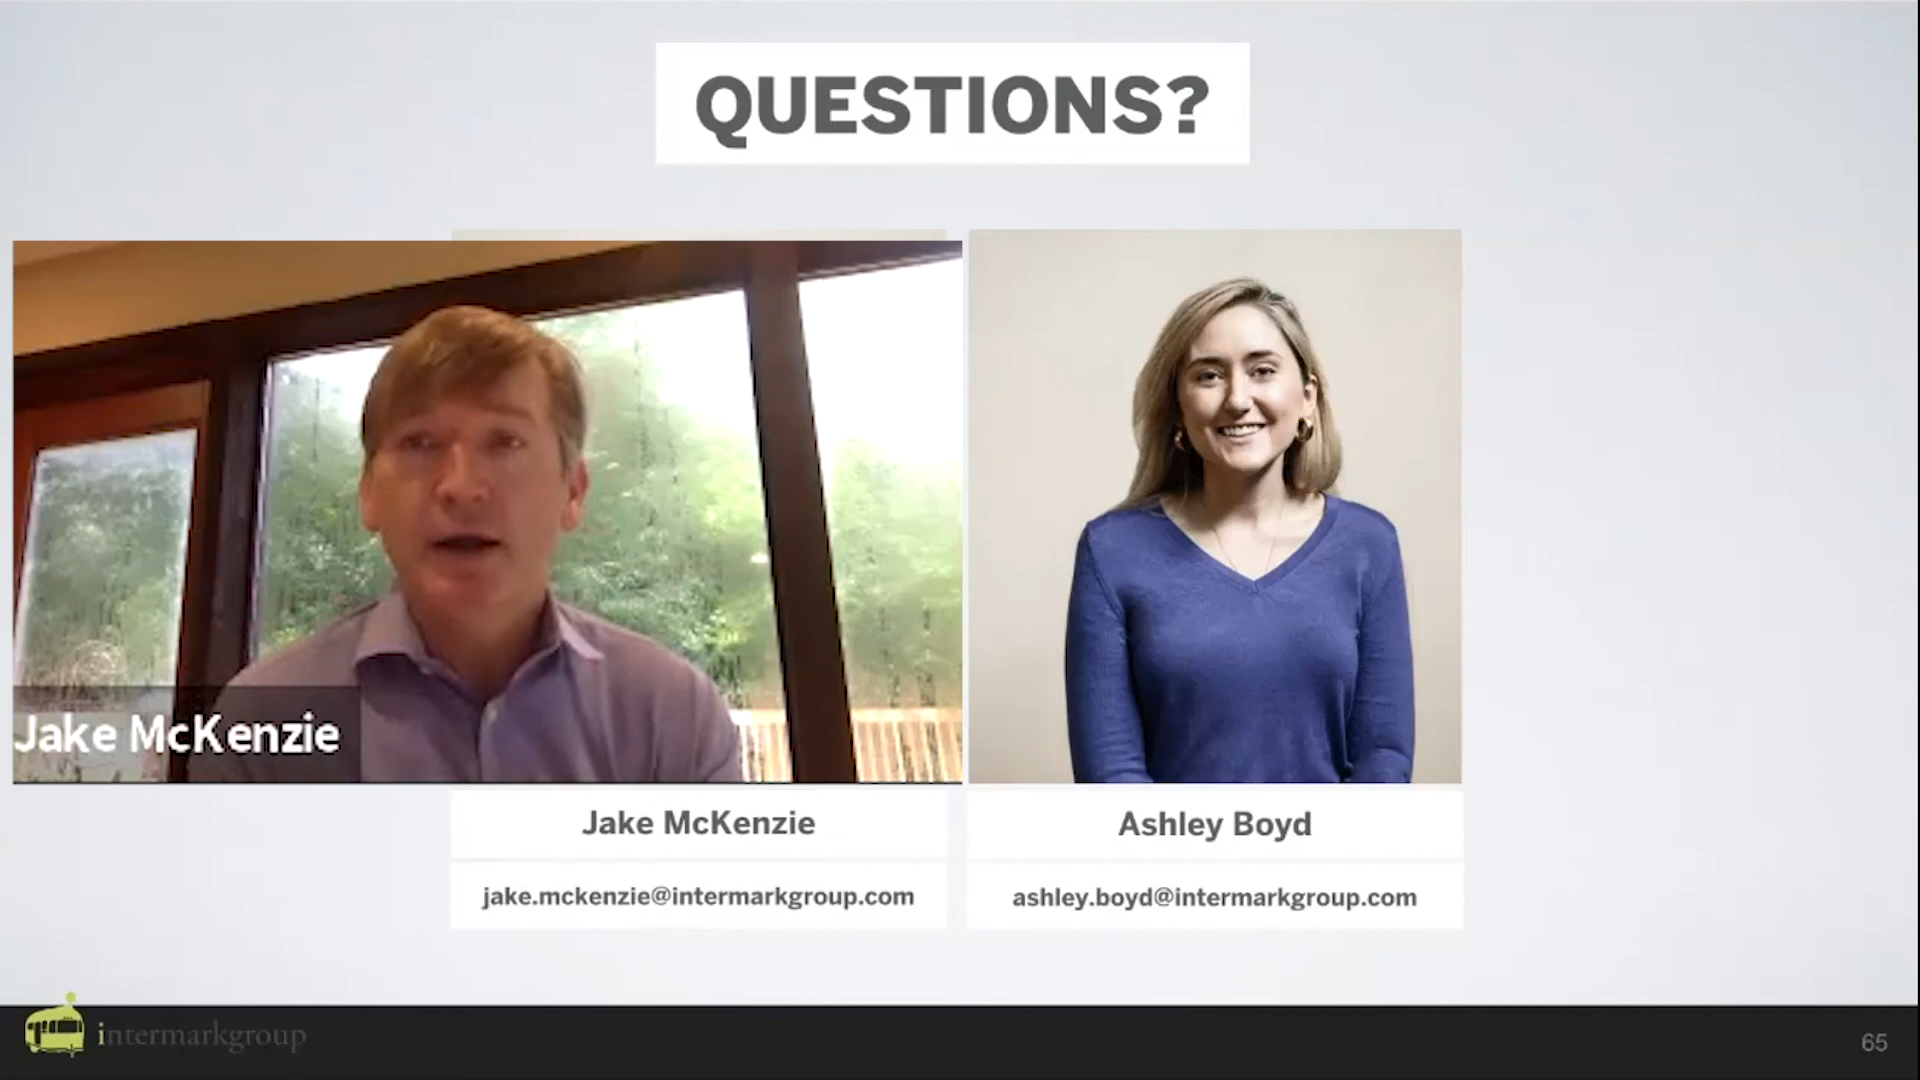 QUESTIONS?
Jake McKenzie
Jake McKenzie
Ashley Boyd
jake.mckenzie@intermarkgroup.com
ashley.boyd@intermarkgroup.com
intermarkgroup
65